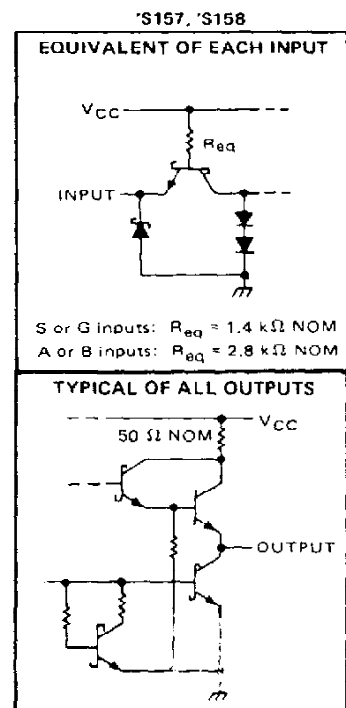 'S157, 'S158
EQUIVALENT OF EACH INPUT
VCC
Req
INPUT
S or G inputs: Req = 1.4 kΩ NOM
A or B inputs: Req = 2.8 kΩ NOM
TYPICAL OF ALL OUTPUTS
VCC
50 Ω NOM
OUTPUT